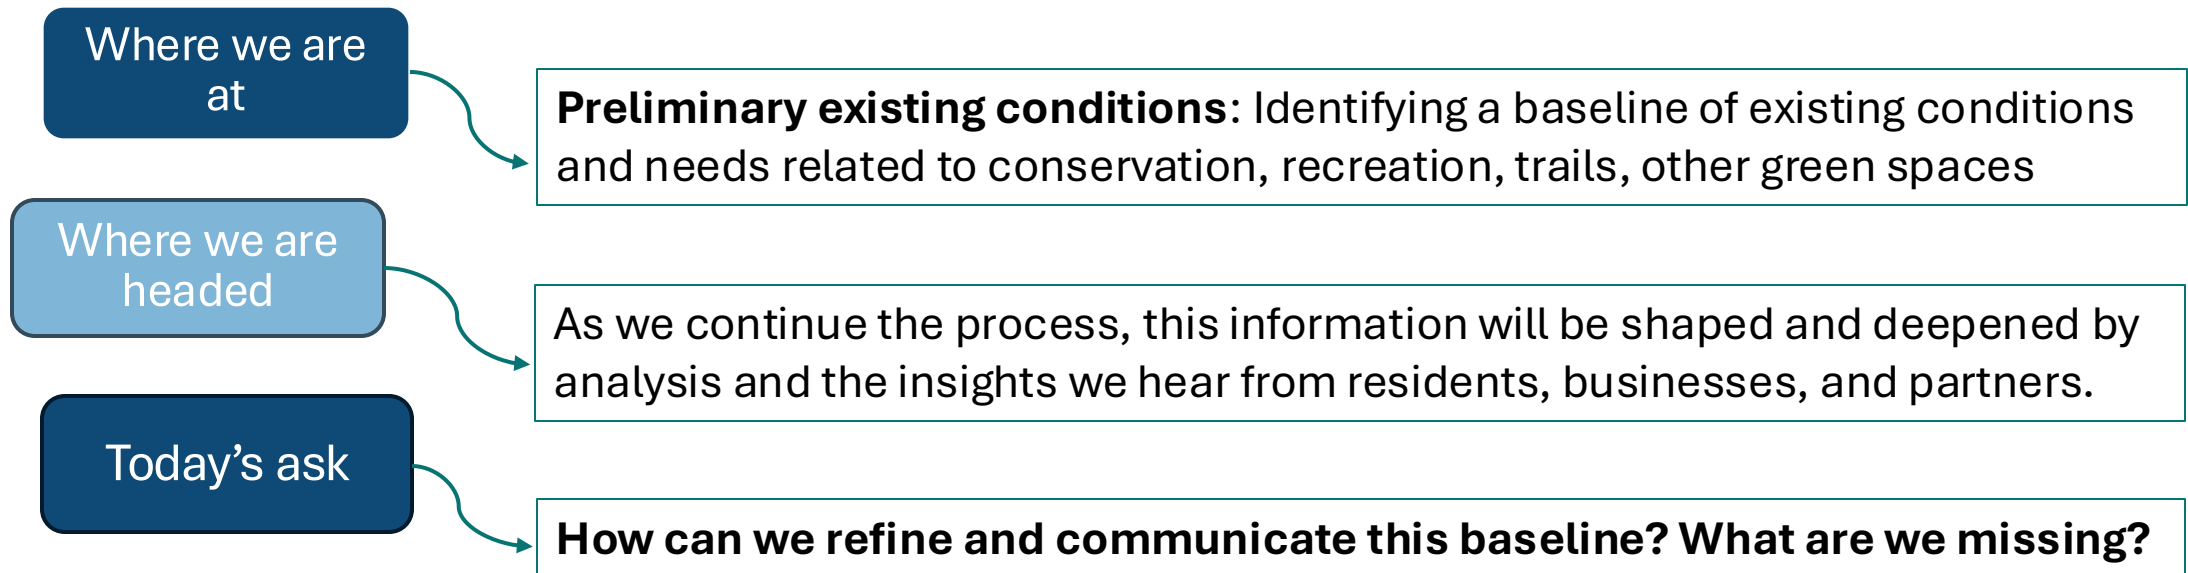 Where we are
at
Preliminary existing conditions: Identifying a baseline of existing conditions
and needs related to conservation, recreation, trails, other green spaces
Where we are
headed
As we continue the process, this information will be shaped and deepened by
analysis and the insights we hear from residents, businesses, and partners.
Today’s ask
How can we refine and communicate this baseline? What are we missing?